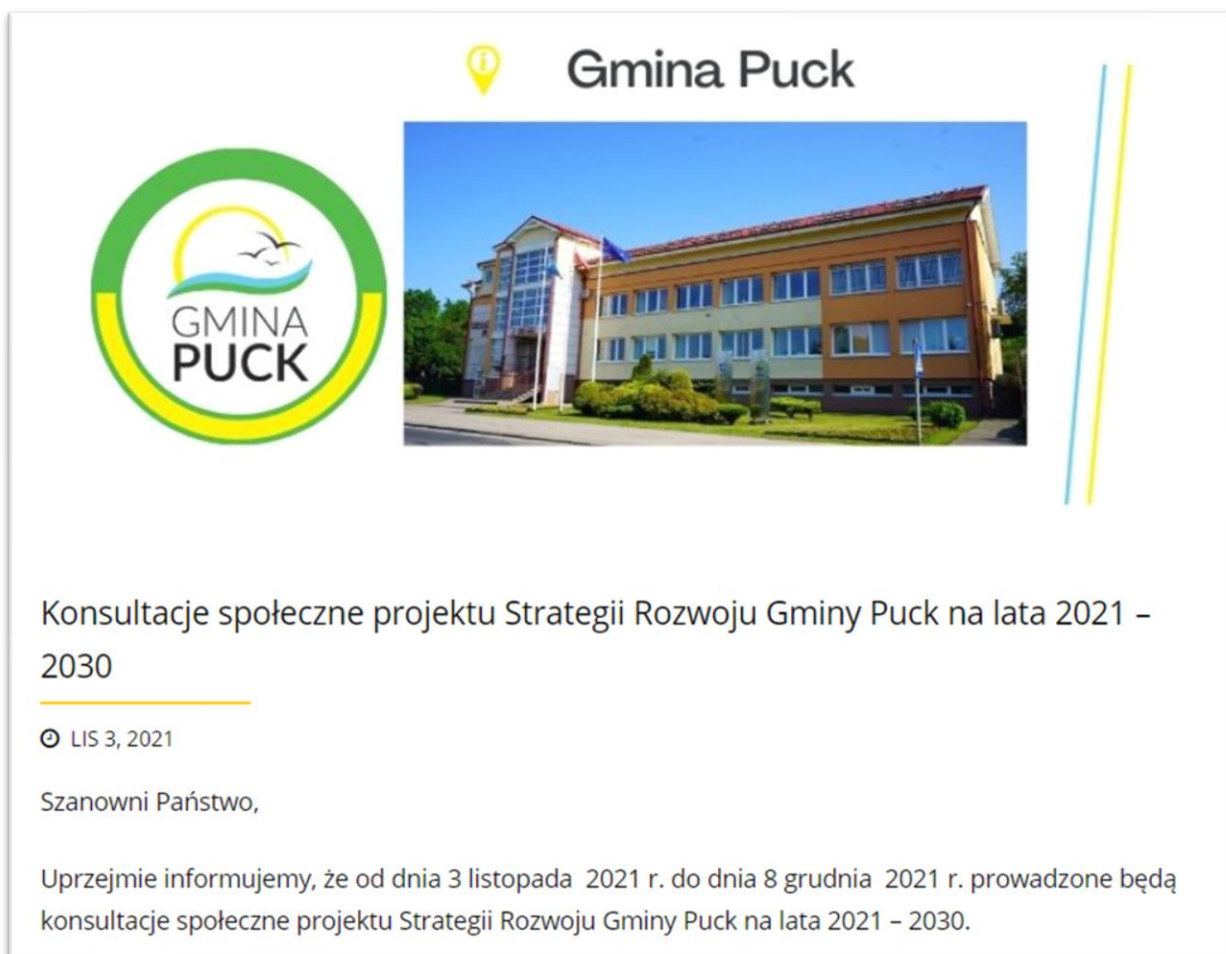 Gmina Puck
GMINA
PUCK
Konsultacje społeczne projektu Strategii Rozwoju Gminy Puck na lata 2021 –
2030
LIS 3, 2021
Szanowni Państwo,
Uprzejmie informujemy, że od dnia 3 listopada  2021 r. do dnia 8 grudnia  2021 r. prowadzone będą
konsultacje społeczne projektu Strategii Rozwoju Gminy Puck na lata 2021 – 2030.